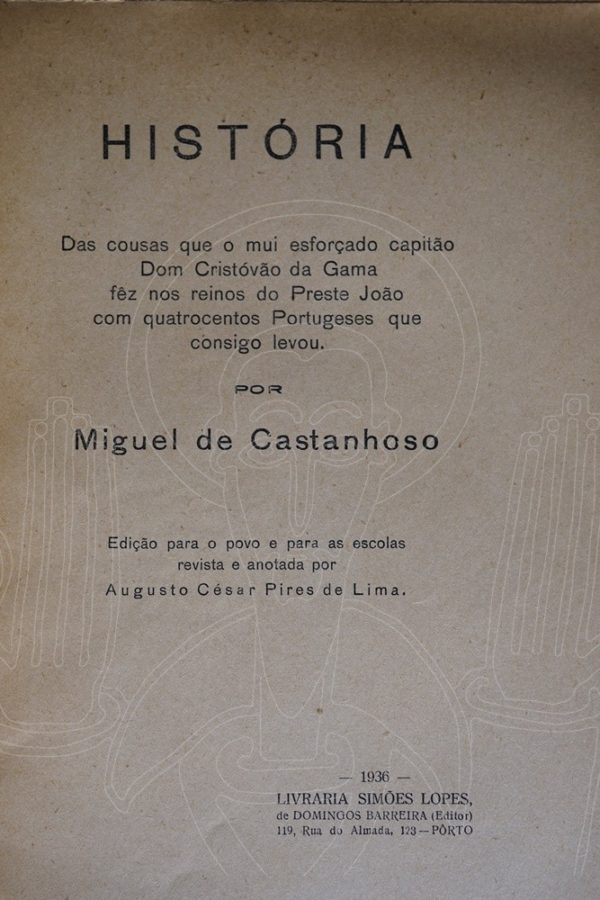 HISTÓRIA
Das cousas que o mui esforçado capitão
Dom Cristóvão da Gama
fêz nos reinos do Preste João
com quatrocentos Portugeses que
consigo levou.
POR
Miguel de Castanhoso
Edição para o povo e para as escolas
revista e anotada por
Augusto César Pires de Lima.
— 1936 —
LIVRARIA SIMÕES LOPES,
de DOMINGOS BARREIRA (Editor)
119, Rua do Almada, 123—PÔRTO